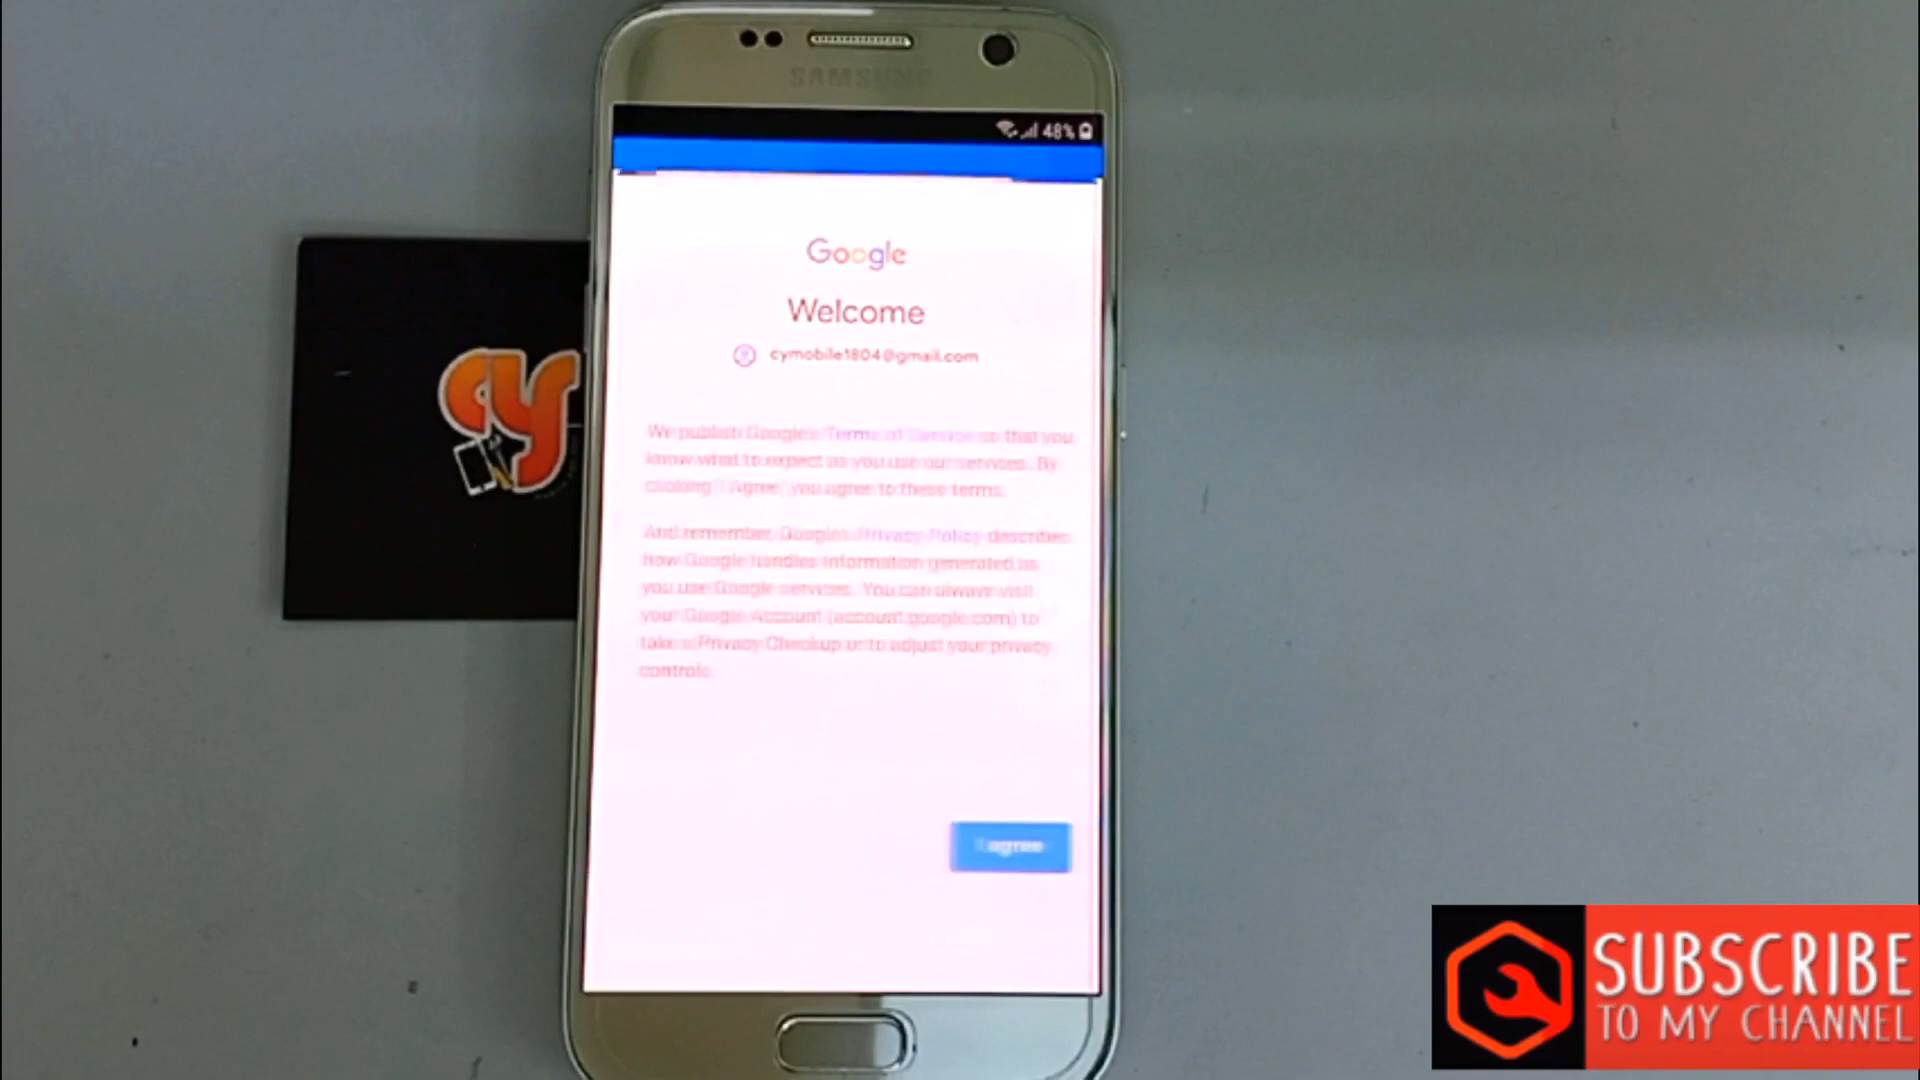 SAMSUNG
48%
Google
Welcome
cymobile1804@gmail.com
We publish Google's Terms of Service so that you
know what to expect as you use our services. By
clicking 'I Agree,' you agree to these terms.
And remember, Google's Privacy Policy describes
how Google handles information generated as
you use Google services. You can always visit
your Google Account (account.google.com) to
take a Privacy Checkup or to adjust your privacy
controls.
I agree
cy
SUBSCRIBE
TO MY CHANNEL